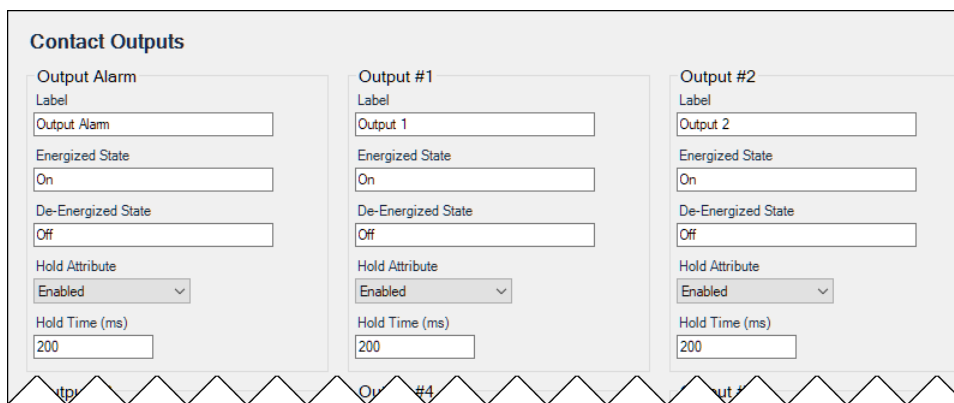 Contact Outputs
Output Alarm
Label
Output Alarm
Energized State
On
De-Energized State
Off
Hold Attribute
Enabled
Hold Time (ms)
200
Output #1
Label
Output 1
Energized State
On
De-Energized State
Off
Hold Attribute
Enabled
Hold Time (ms)
200
Output #2
Label
Output 2
Energized State
On
De-Energized State
Off
Hold Attribute
Enabled
Hold Time (ms)
200
#4